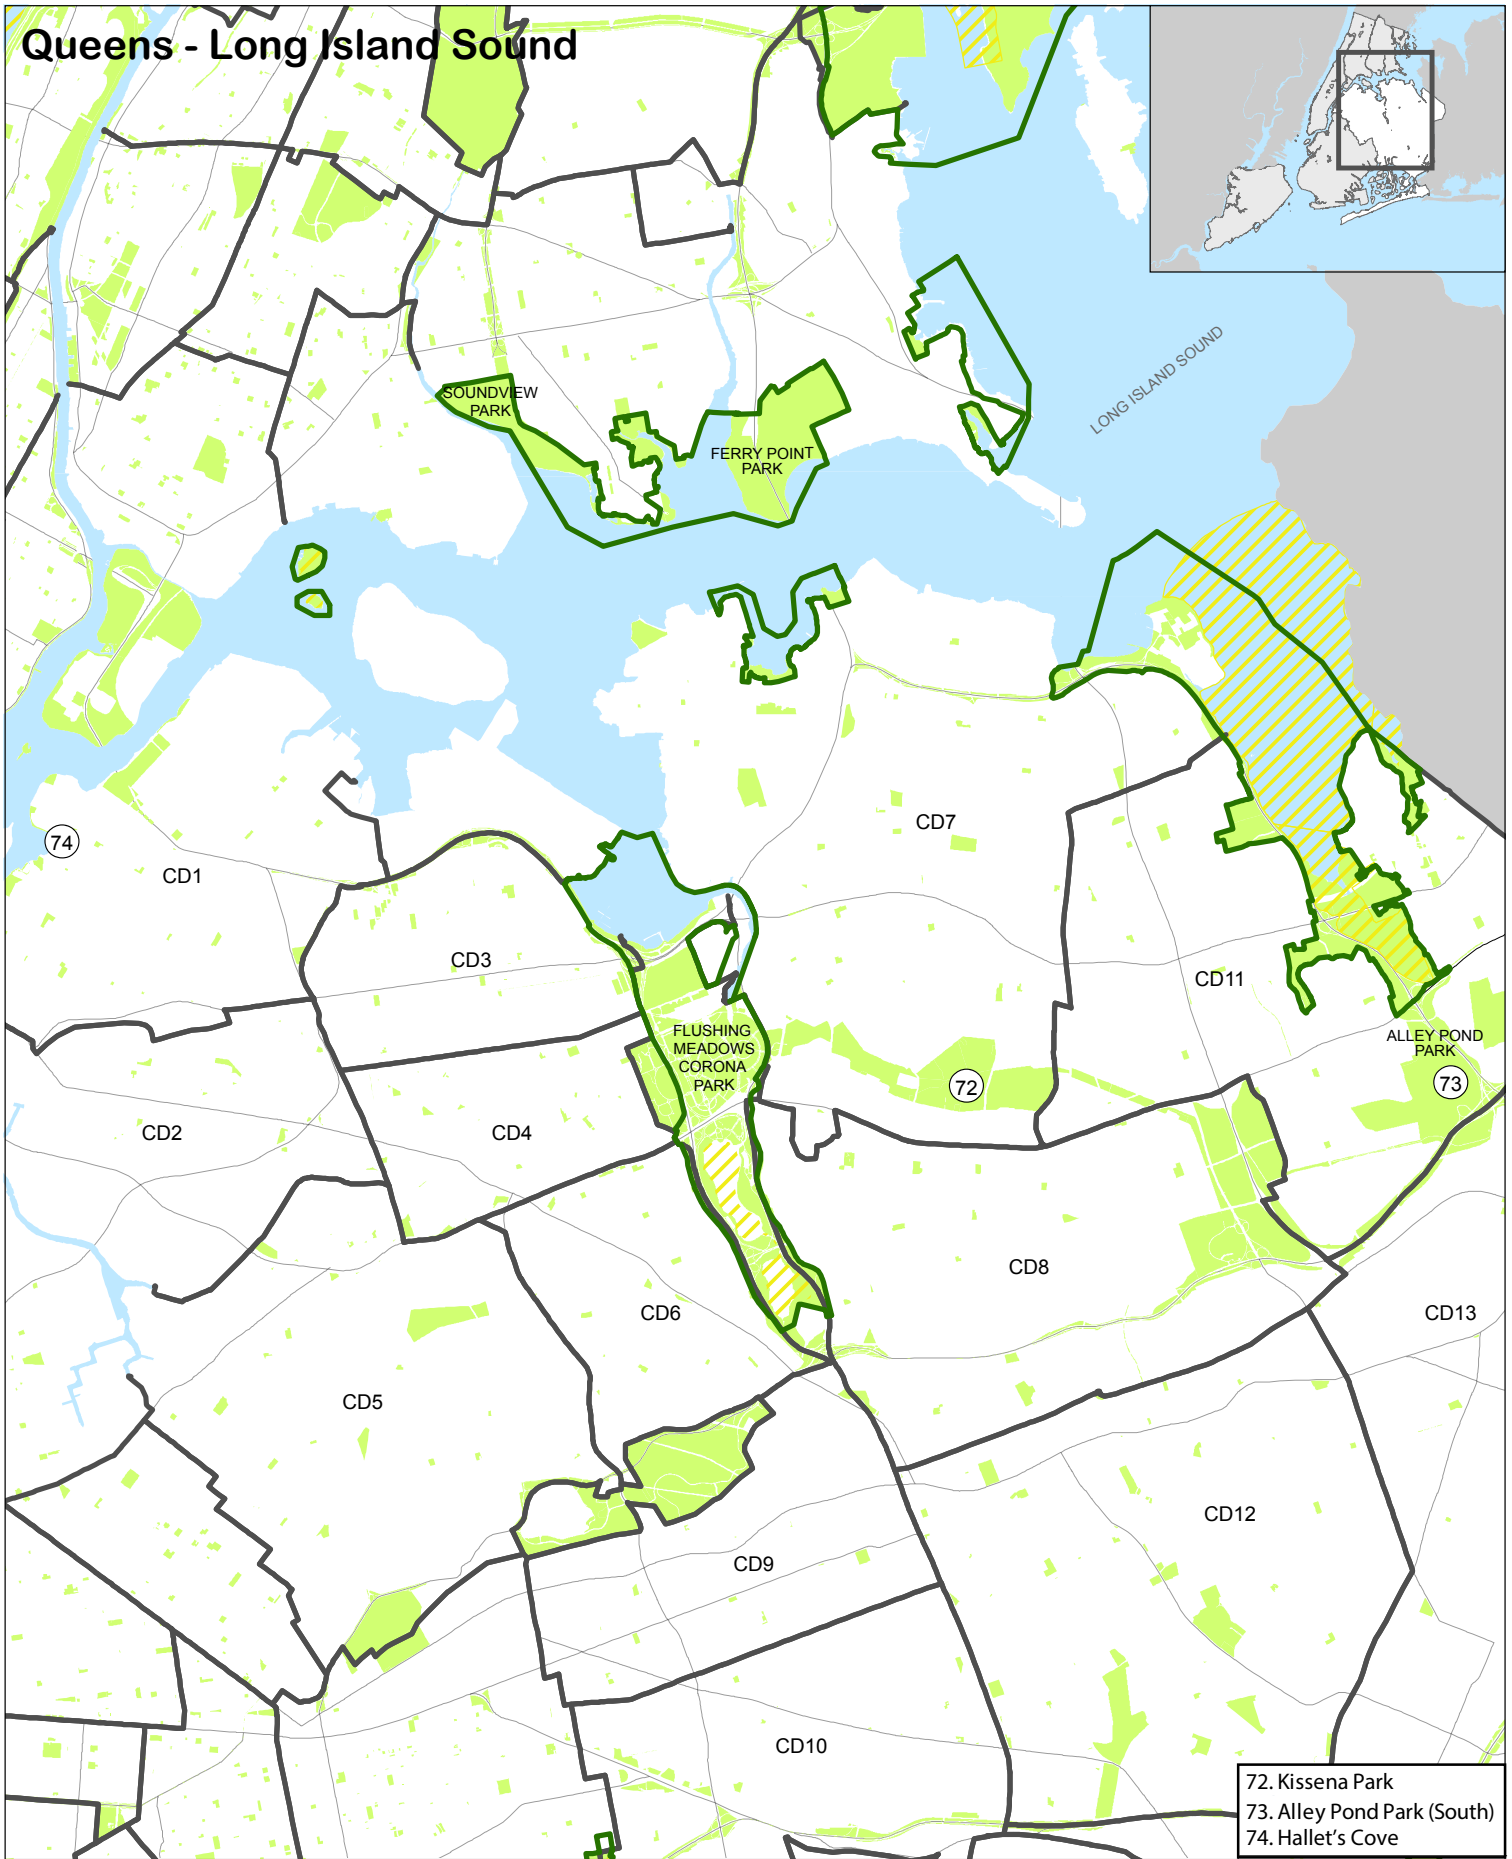 Queens - Long Island Sound
LONG ISLAND SOUND
SOUNDVIEW
PARK
FERRY POINT
PARK
74
CD1
CD7
CD3
CD11
FLUSHING
MEADOWS
CORONA
PARK
ALLEY POND
PARK
72
73
CD2
CD4
CD8
CD6
CD13
CD5
CD12
CD9
CD10
72. Kissena Park
73. Alley Pond Park (South)
74. Hallet's Cove